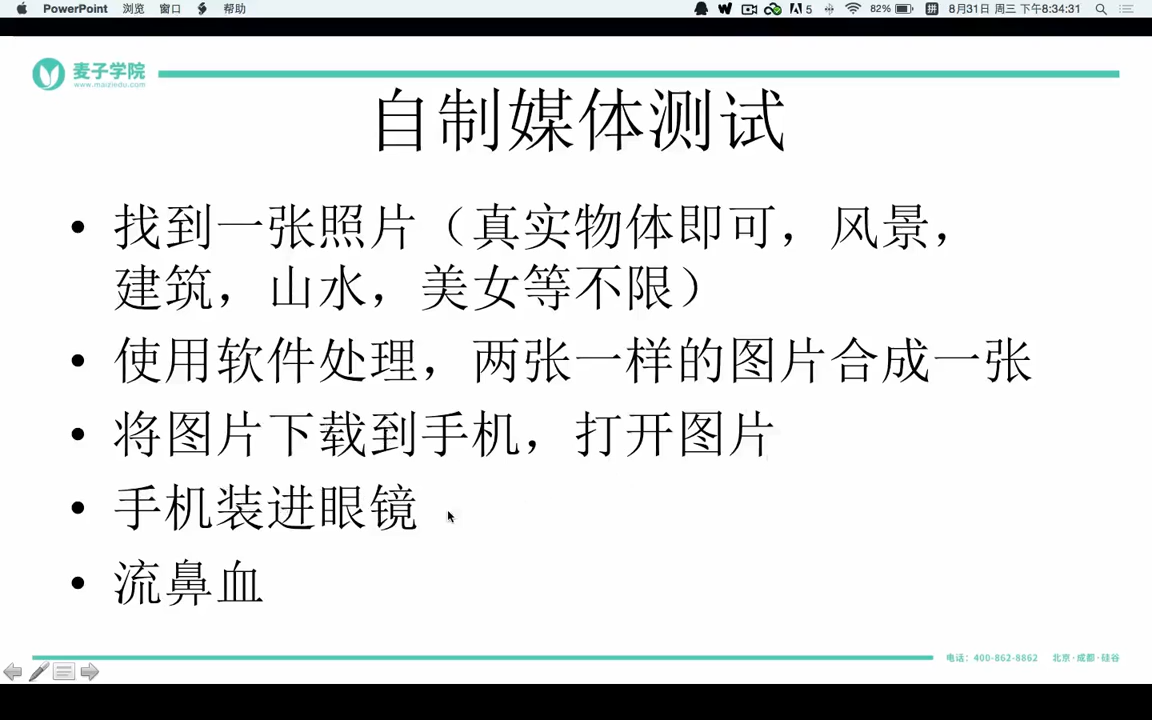 PowerPoint 浏览 窗口 帮助 5 82% 拼 8月31日 周三 下午8:34:31
麦子学院
www.maiziedu.com
自制媒体测试
• 找到一张照片（真实物体即可，风景，
建筑，山水，美女等不限）
• 使用软件处理，两张一样的图片合成一张
• 将图片下载到手机，打开图片
• 手机装进眼镜
• 流鼻血
电话：400-862-8862 北京·成都·硅谷